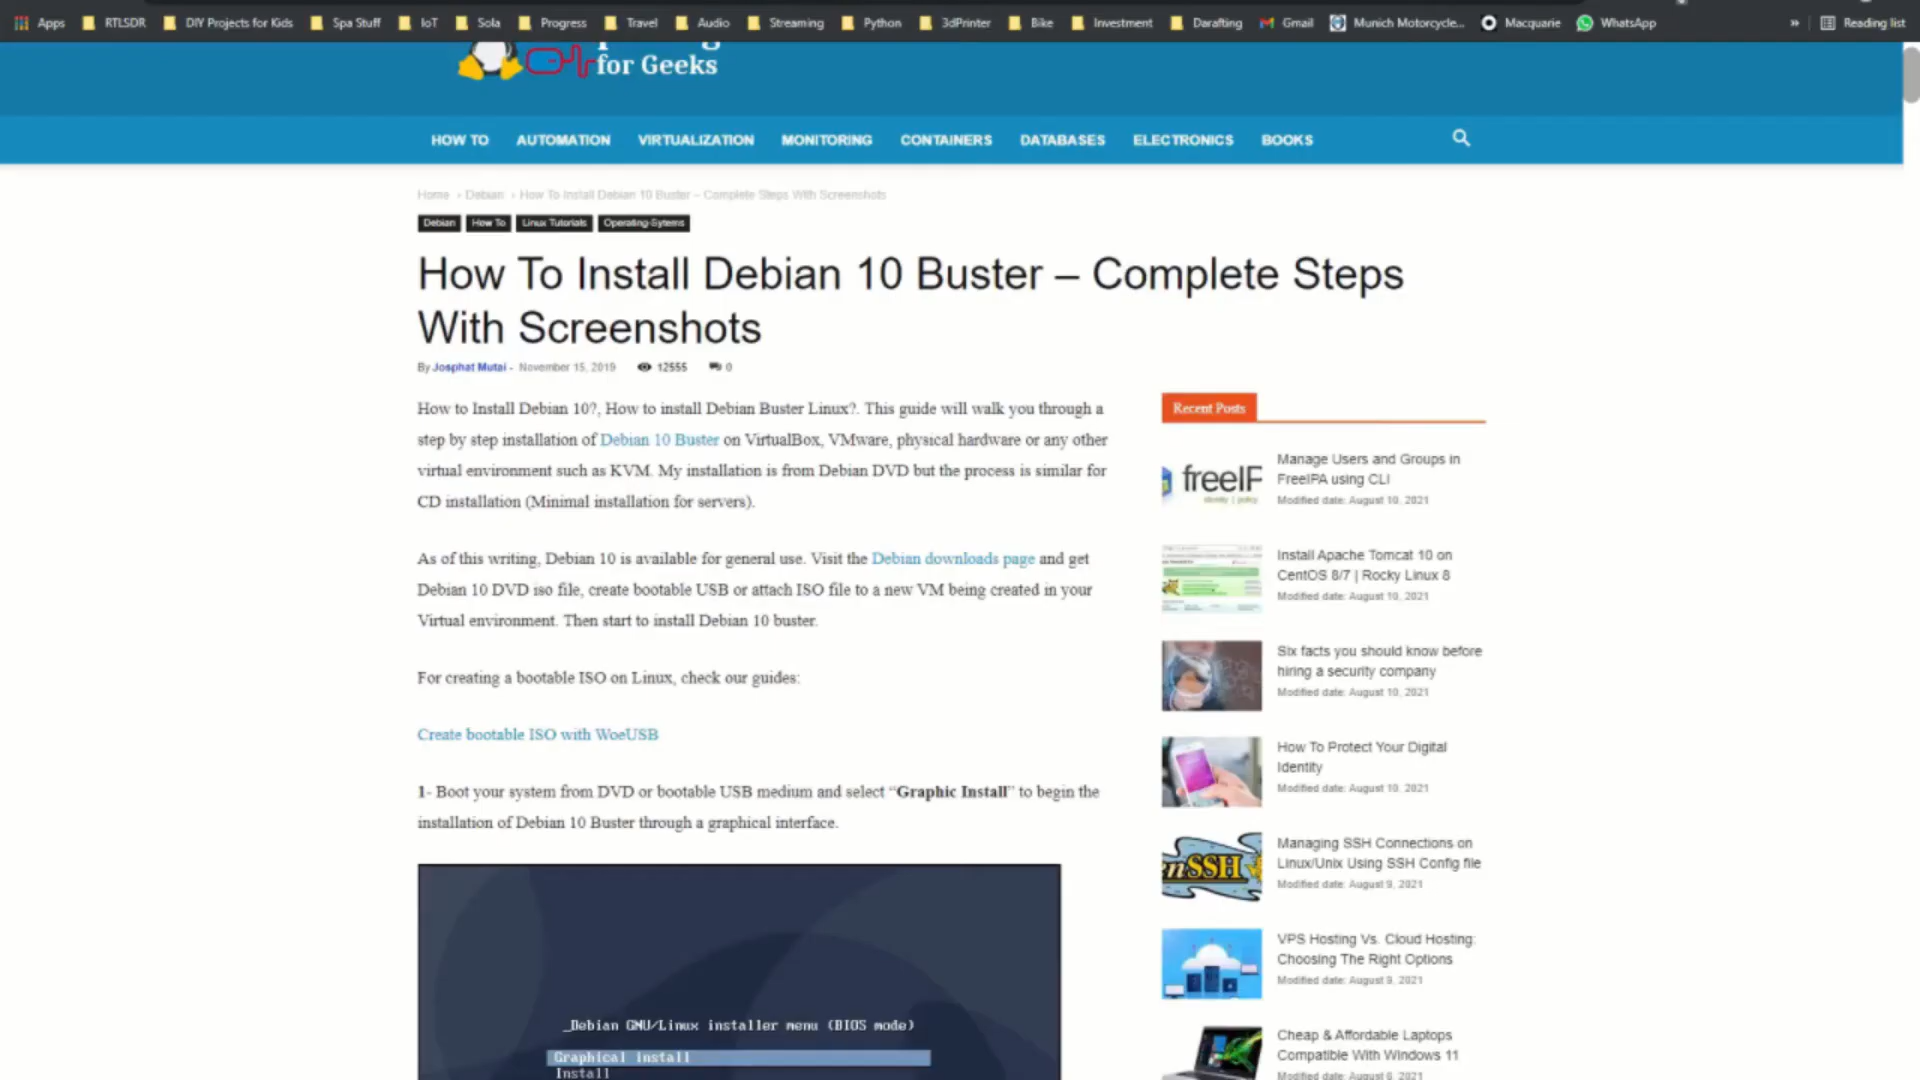 Apps RTLSDR DIY Projects for Kids Spa Stuff IoT Sola Progress Travel Audio Streaming Python 3dPrinter Bike Investment Darafting Gmail Munich Motorcycle... Macquarie WhatsApp » Reading list
for Geeks
HOW TO AUTOMATION VIRTUALIZATION MONITORING CONTAINERS DATABASES ELECTRONICS BOOKS
Home › Debian › How To Install Debian 10 Buster – Complete Steps With Screenshots
Debian How To Linux Tutorials Operating-Sytems
How To Install Debian 10 Buster – Complete Steps
With Screenshots
By Josphat Mutai - November 15, 2019 12555 0
How to Install Debian 10?, How to install Debian Buster Linux?. This guide will walk you through a
step by step installation of Debian 10 Buster on VirtualBox, VMware, physical hardware or any other
virtual environment such as KVM. My installation is from Debian DVD but the process is similar for
CD installation (Minimal installation for servers).
As of this writing, Debian 10 is available for general use. Visit the Debian downloads page and get
Debian 10 DVD iso file, create bootable USB or attach ISO file to a new VM being created in your
Virtual environment. Then start to install Debian 10 buster.
For creating a bootable ISO on Linux, check our guides:
Create bootable ISO with WoeUSB
1- Boot your system from DVD or bootable USB medium and select “Graphic Install” to begin the
installation of Debian 10 Buster through a graphical interface.
_Debian GNU/Linux installer menu (BIOS mode)
Graphical install
Install
Recent Posts
freeIP
identity | policy
Manage Users and Groups in
FreeIPA using CLI
Modified date: August 10, 2021
Install Apache Tomcat 10 on
CentOS 8/7 | Rocky Linux 8
Modified date: August 10, 2021
Six facts you should know before
hiring a security company
Modified date: August 10, 2021
How To Protect Your Digital
Identity
Modified date: August 10, 2021
nSSH
Managing SSH Connections on
Linux/Unix Using SSH Config file
Modified date: August 9, 2021
VPS Hosting Vs. Cloud Hosting:
Choosing The Right Options
Modified date: August 9, 2021
Cheap & Affordable Laptops
Compatible With Windows 11
Modified date: August 6, 2021